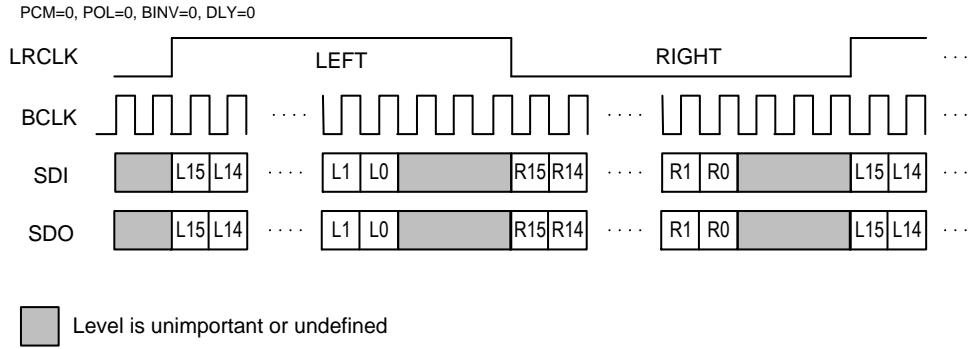 PCM=0, POL=0, BINV=0, DLY=0
LRCLK LEFT RIGHT ····
BCLK ···· ···· ····
SDI L15 L14 ···· L1 L0 R15 R14 ···· R1 R0 L15 L14 ····
SDO L15 L14 ···· L1 L0 R15 R14 ···· R1 R0 L15 L14 ····
Level is unimportant or undefined